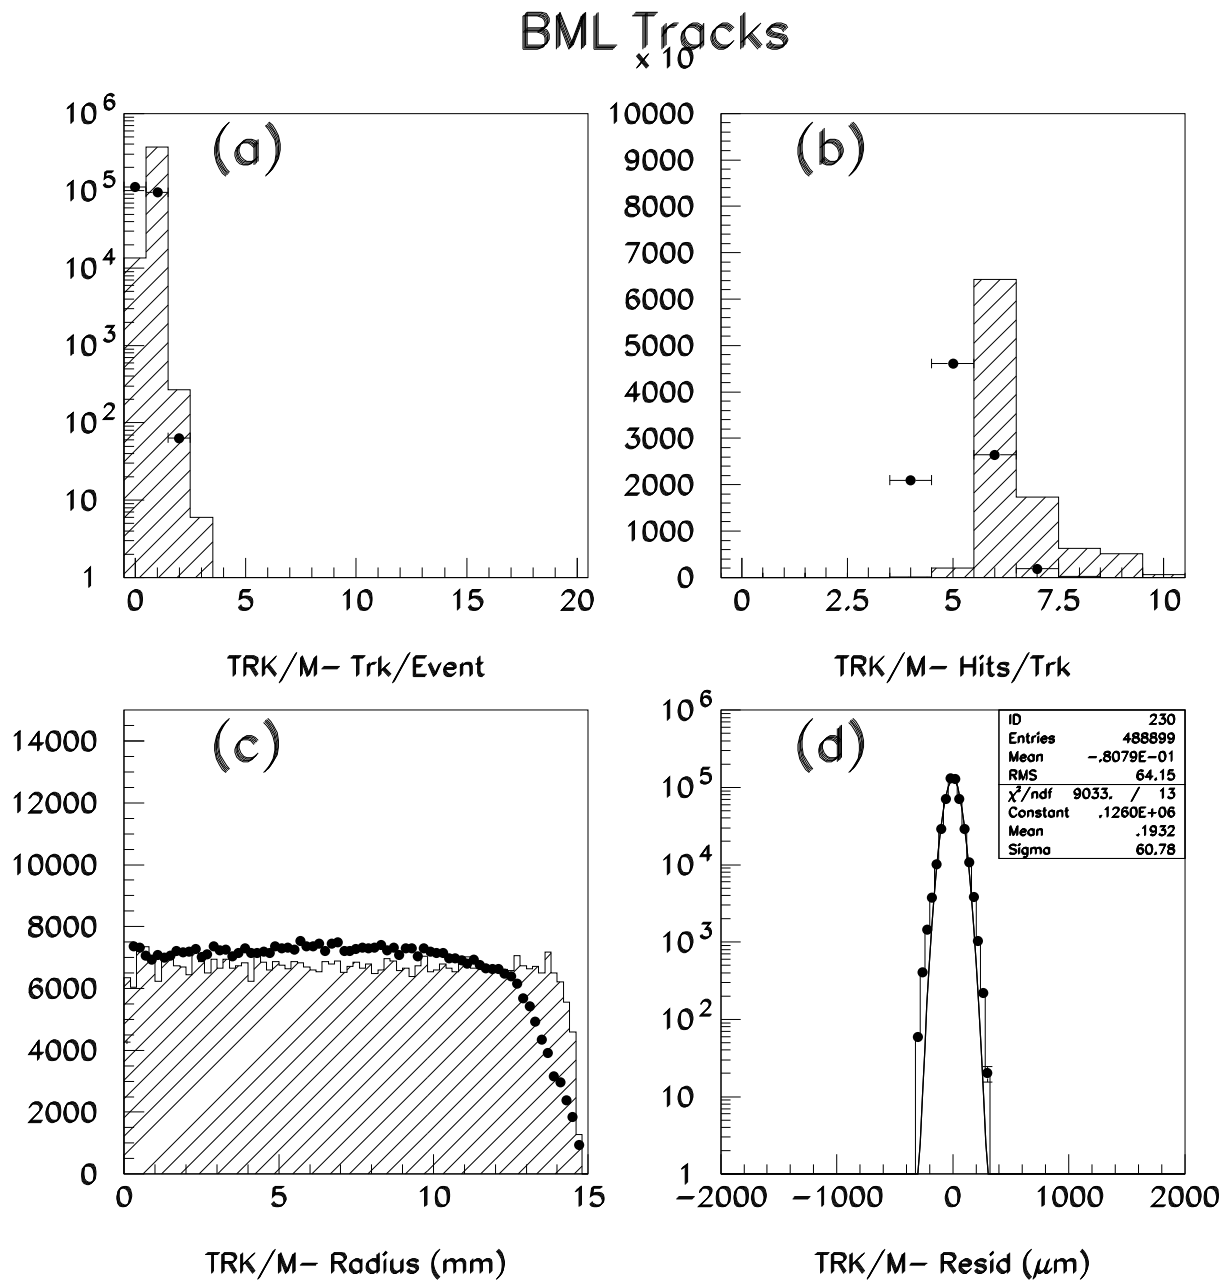 BML Tracks
x 10
(a)
10^6
10^5
10^4
10^3
10^2
10
1
0 5 10 15 20
TRK/M− Trk/Event
(b)
10000
9000
8000
7000
6000
5000
4000
3000
2000
1000
0
0 2.5 5 7.5 10
TRK/M− Hits/Trk
(c)
14000
12000
10000
8000
6000
4000
2000
0
0 5 10 15
TRK/M− Radius (mm)
(d)
10^6
10^5
10^4
10^3
10^2
10
1
ID 230
Entries 488899
Mean -.8079E-01
RMS 64.15
χ²/ndf 9033. / 13
Constant .1260E+06
Mean .1932
Sigma 60.78
−2000 −1000 0 1000 2000
TRK/M− Resid (μm)